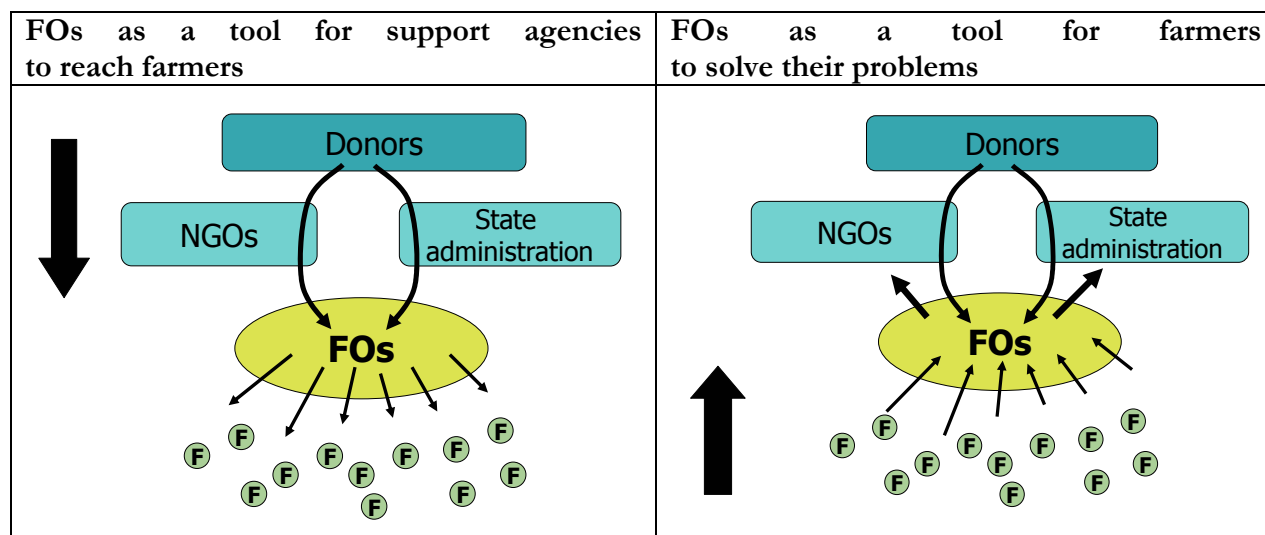 FOs as a tool for support agencies
to reach farmers
Donors
NGOs
State
administration
FOs
F
F
F
F
F
F
F
F
F
F
F
F
FOs as a tool for farmers
to solve their problems
Donors
NGOs
State
administration
FOs
F
F
F
F
F
F
F
F
F
F
F
F